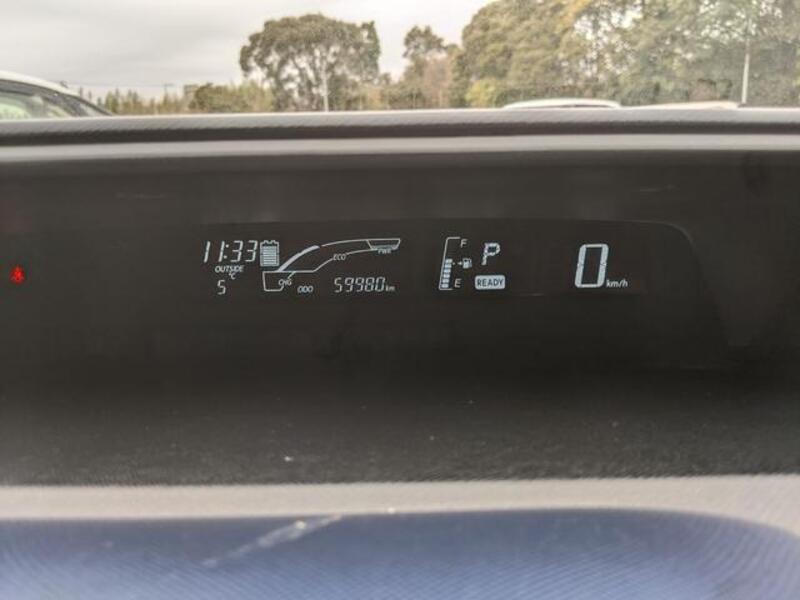 11:33
OUTSIDE
5 °C
CHG
ECO
PWR
ODO 59980 km
F
E
P
READY
0 km/h